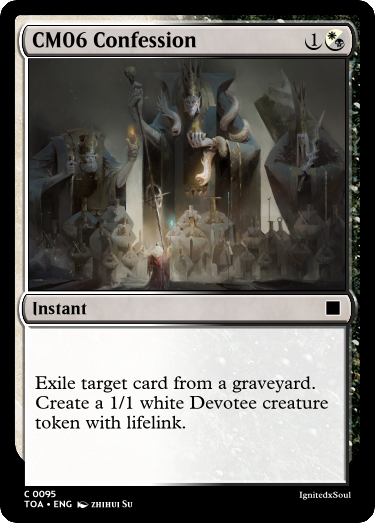 CM06 Confession 1
Instant
Exile target card from a graveyard.
Create a 1/1 white Devotee creature
token with lifelink.
C 0095
TOA • ENG ZHIHUI SU
IgnitedxSoul